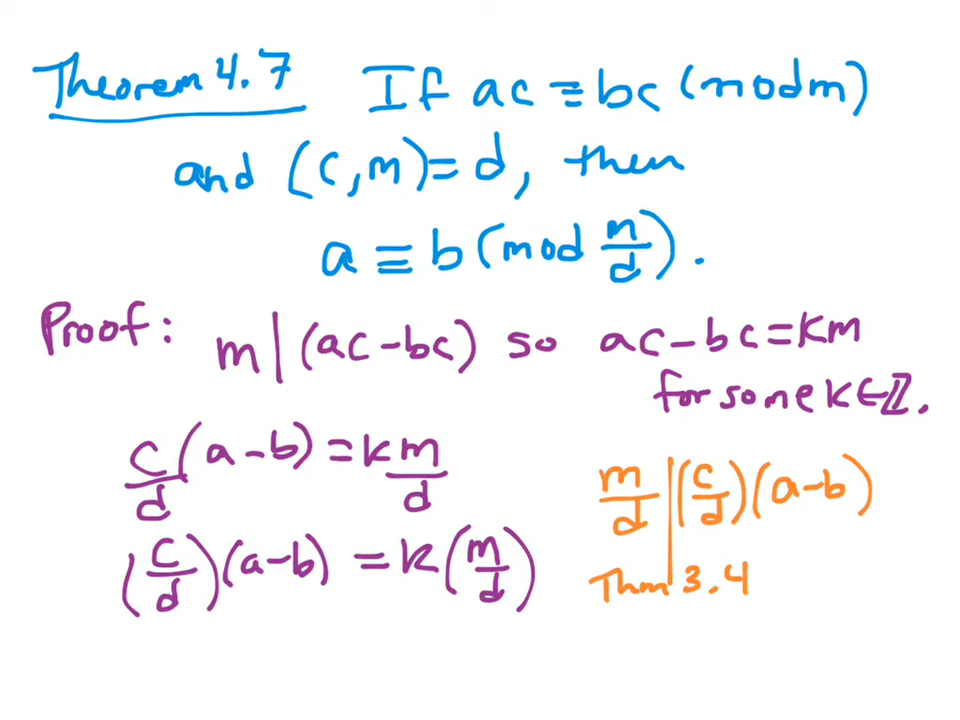 Theorem 4.7 If ac ≡ bc (mod m)
and (c, m) = d, then
a ≡ b (mod m/d).
Proof: m | (ac - bc) so ac - bc = km
for some k ∈ ℤ.
c/d (a - b) = k m/d
(c/d)(a - b) = k(m/d)
m/d | (c/d)(a - b)
Thm 3.4